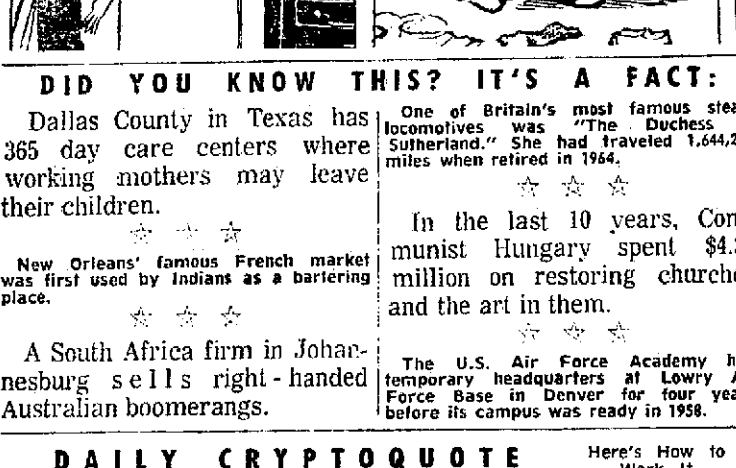 DID YOU KNOW THIS? IT'S A FACT:
Dallas County in Texas has
365 day care centers where
working mothers may leave
their children.
New Orleans' famous French market
was first used by Indians as a bartering
place.
A South Africa firm in Johan-
nesburg sells right-handed
Australian boomerangs.
One of Britain's most famous
locomotives was "The Duchess
Sutherland." She had traveled 1,644,2
miles when retired in 1964.
In the last 10 years,
munist Hungary spent
million on restoring
and the art in them.
The U.S. Air Force Academy
temporary headquarters at Lowry
Force Base in Denver for four
before its campus was ready in 1958.
DAILY CRYPTOQUOTE
Here's How to
Work It